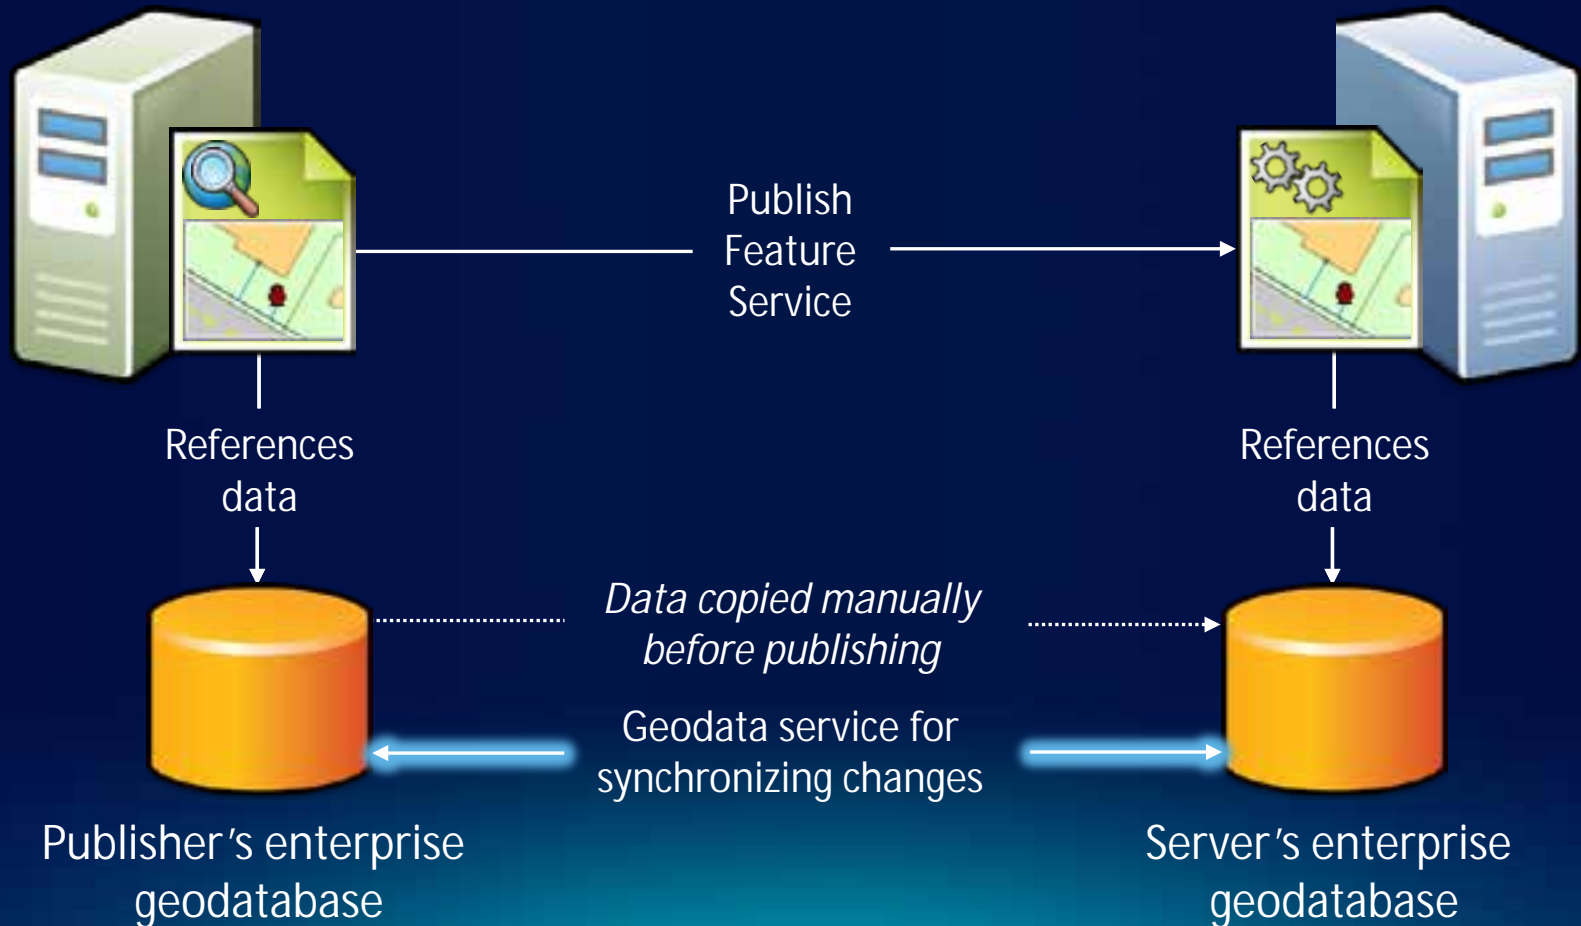 Publish
Feature
Service
References
data
References
data
Data copied manually
before publishing
Geodata service for
synchronizing changes
Publisher's enterprise
geodatabase
Server's enterprise
geodatabase